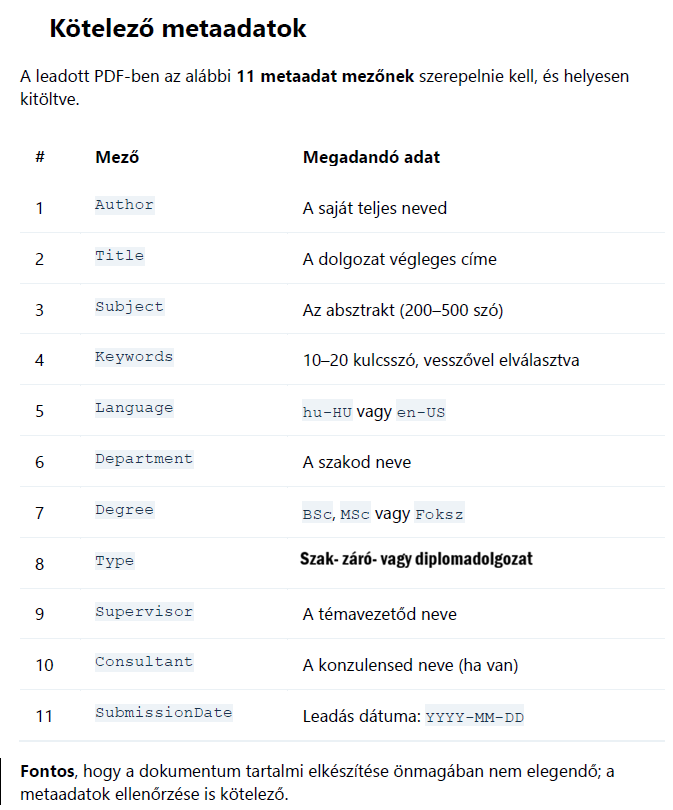 Kötelező metaadatok
A leadott PDF-ben az alábbi 11 metaadat mezőnek szerepelnie kell, és helyesen
kitöltve.
# Mező Megadandó adat
1 Author A saját teljes neved
2 Title A dolgozat végleges címe
3 Subject Az absztrakt (200–500 szó)
4 Keywords 10–20 kulcsszó, vesszővel elválasztva
5 Language hu-HU vagy en-US
6 Department A szakod neve
7 Degree BSc, MSc vagy Foksz
8 Type Szak- záró- vagy diplomadolgozat
9 Supervisor A témavezetőd neve
10 Consultant A konzulensed neve (ha van)
11 SubmissionDate Leadás dátuma: YYYY-MM-DD
Fontos, hogy a dokumentum tartalmi elkészítése önmagában nem elegendő; a
metaadatok ellenőrzése is kötelező.